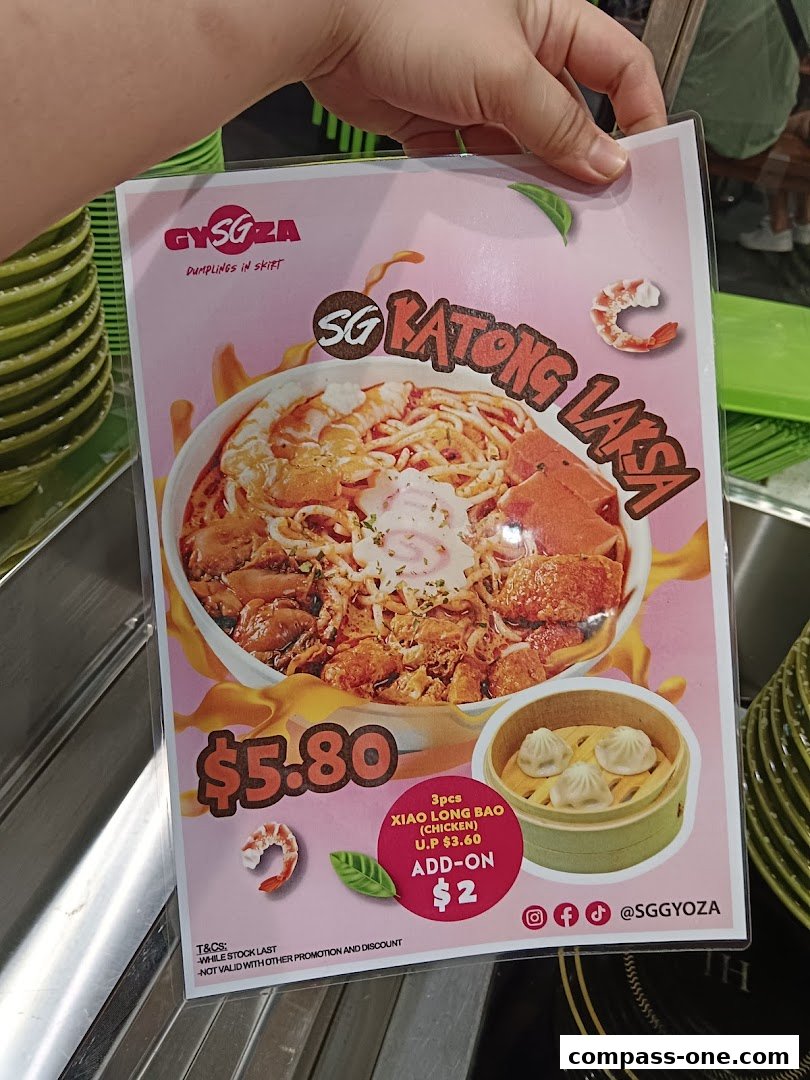 GYSGZA
DUMPLINGS IN SKIRT
SG KATONG LAKSA
$5.80
3pcs
XIAO LONG BAO
(CHICKEN)
U.P $3.60
ADD-ON
$2
@SGGYOZA
T&Cs:
-WHILE STOCK LAST
-NOT VALID WITH OTHER PROMOTION AND DISCOUNT
compass-one.com